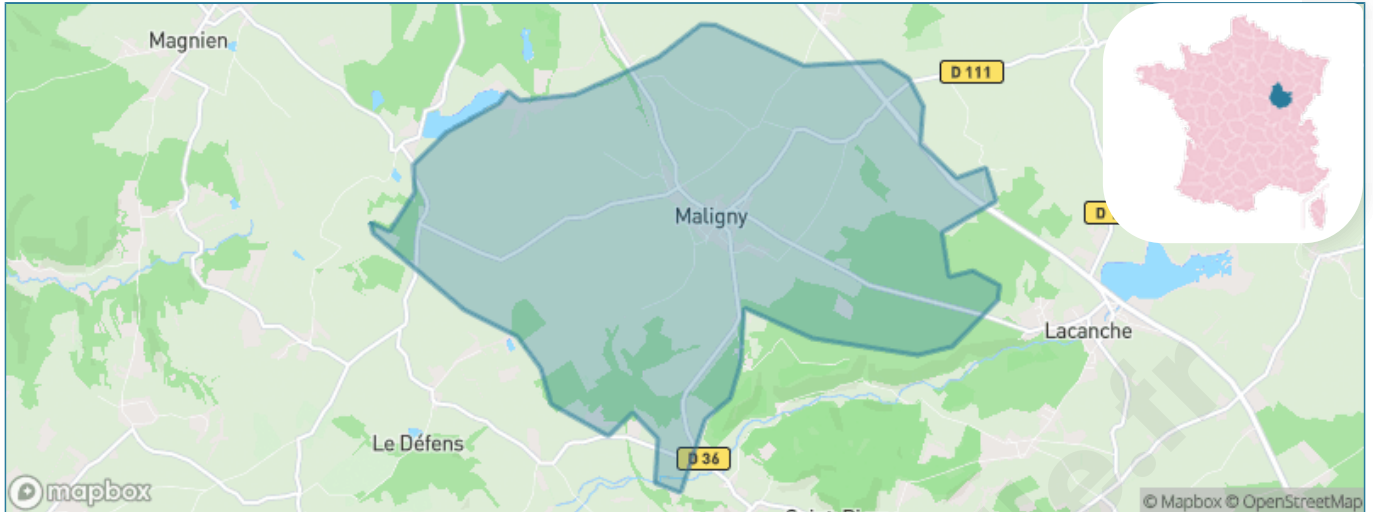 Magnien
D 111
Maligny
D
Lacanche
Le Défens
D 36
mapbox
© Mapbox © OpenStreetMap